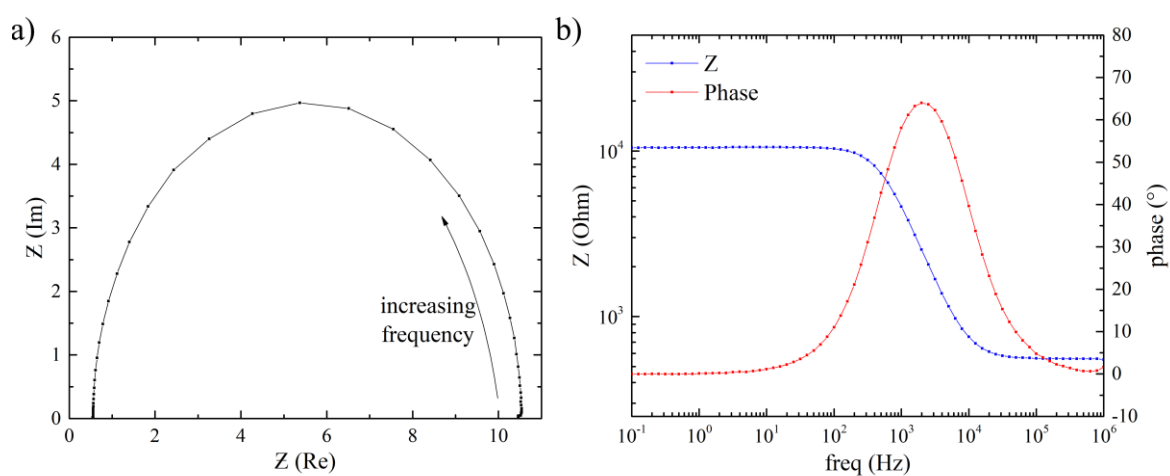 a)
6
5
4
3
2
1
0
Z (Im)
0 2 4 6 8 10
Z (Re)
increasing
frequency
b)
Z
Phase
10⁴
10³
Z (Ohm)
80
70
60
50
40
30
20
10
0
-10
phase (°)
10⁻¹ 10⁰ 10¹ 10² 10³ 10⁴ 10⁵ 10⁶
freq (Hz)